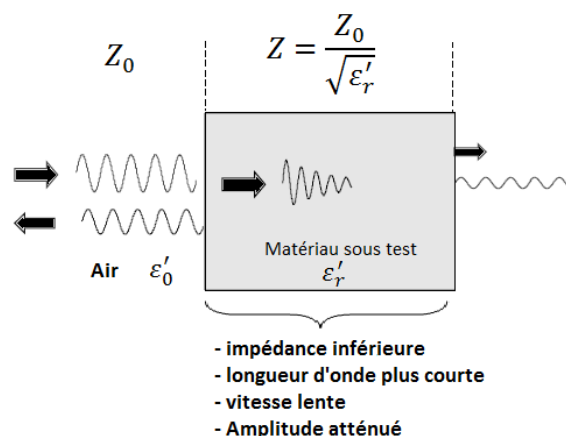 Z₀
Z = Z₀ / √ε′ᵣ
Matériau sous test
Air ε′₀
ε′ᵣ
- impédance inférieure
- longueur d'onde plus courte
- vitesse lente
- Amplitude atténué